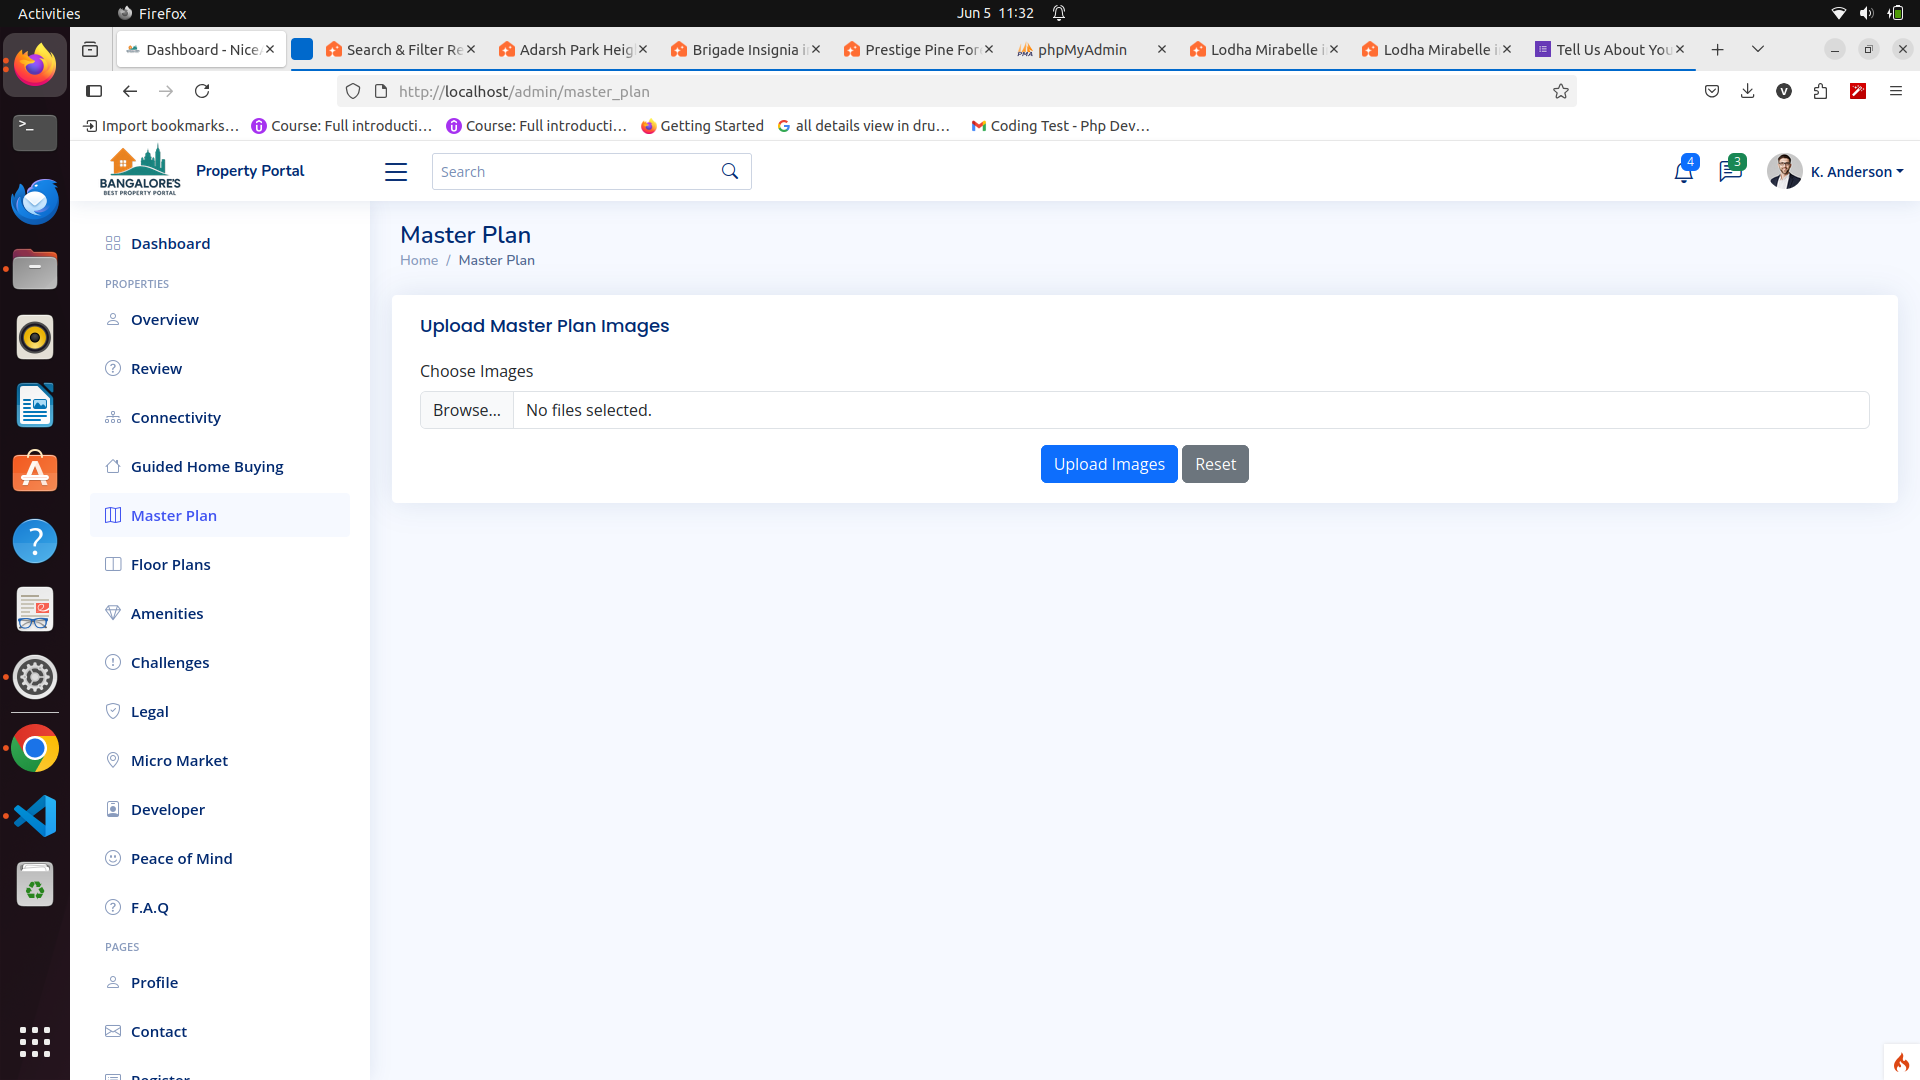 Activities
Firefox
Jun 5 11:32
Dashboard - Nice
Search & Filter Re
Adarsh Park Heig
Brigade Insignia i
Prestige Pine For
phpMyAdmin
Lodha Mirabelle i
Lodha Mirabelle i
Tell Us About You
http://localhost/admin/master_plan
Import bookmarks...
Course: Full introducti...
Course: Full introducti...
Getting Started
all details view in dru...
Coding Test - Php Dev...
BANGALORE'S
BEST PROPERTY PORTAL
Property Portal
Search
4
3
K. Anderson
Dashboard
PROPERTIES
Overview
Review
Connectivity
Guided Home Buying
Master Plan
Floor Plans
Amenities
Challenges
Legal
Micro Market
Developer
Peace of Mind
F.A.Q
PAGES
Profile
Contact
Register
Master Plan
Home / Master Plan
Upload Master Plan Images
Choose Images
Browse... No files selected.
Upload Images Reset